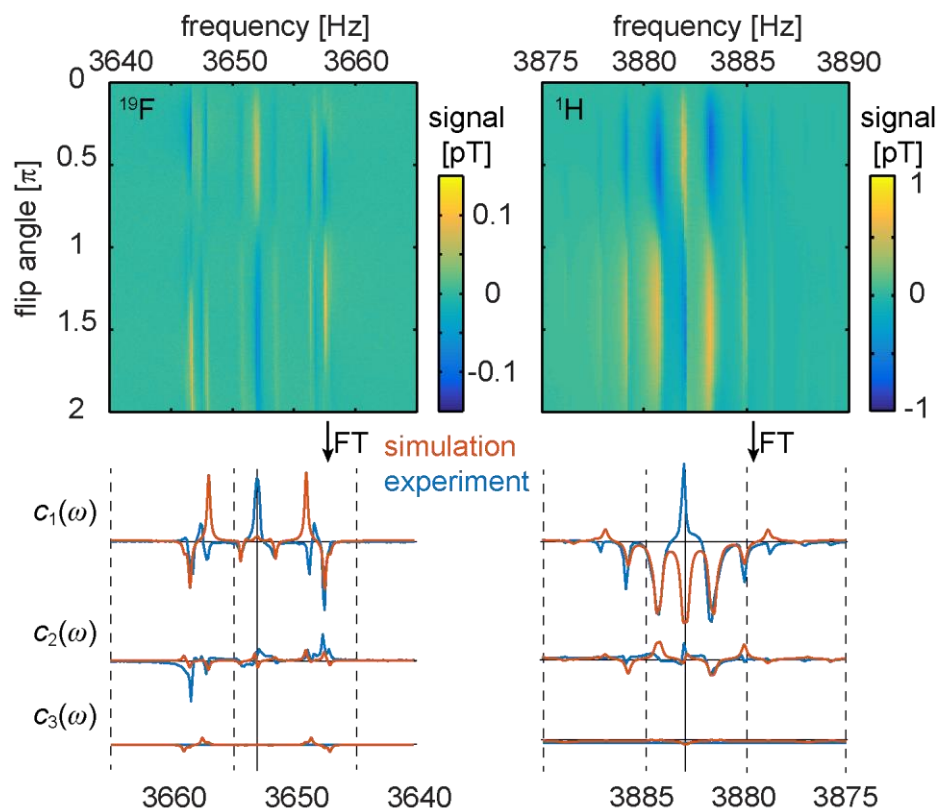 frequency [Hz]
3640 3650 3660
frequency [Hz]
3875 3880 3885 3890
flip angle [π]
0
0.5
1
1.5
2
¹⁹F
signal
[pT]
0.1
0
-0.1
¹H
signal
[pT]
1
0
-1
↓FT
simulation
experiment
↓FT
c₁(ω)
c₂(ω)
c₃(ω)
3660 3650 3640
3885 3880 3875